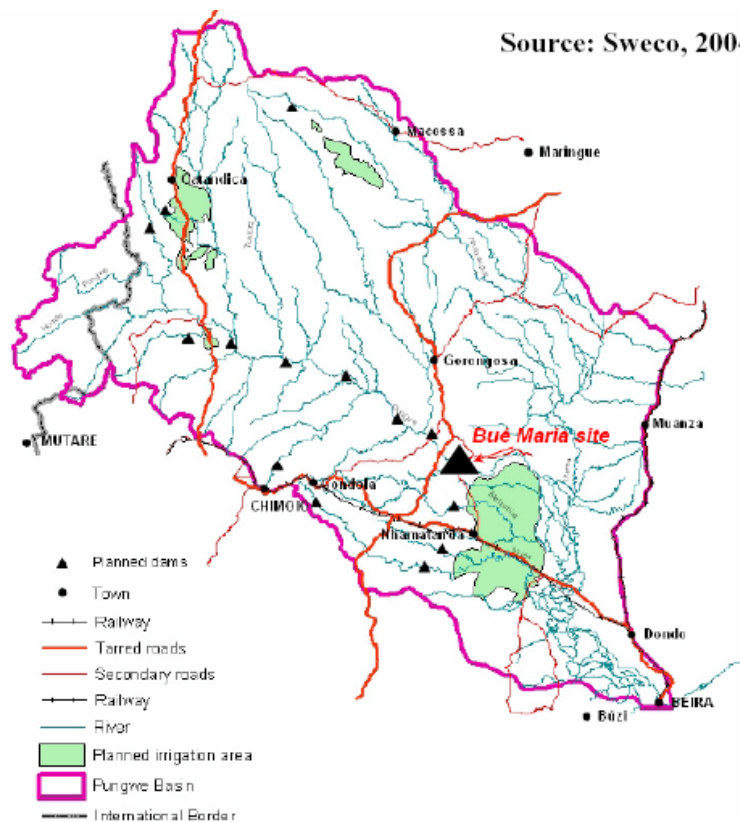 Source: Sweco, 2004
Macossa
Maringue
Catandica
Gorongosa
Bué Maria site
Muanza
MUTARE
Gondola
CHIMOIO
Nhamatanda
Dondo
BEIRA
Búzi
Planned dams
Town
Railway
Tarred roads
Secondary roads
Railway
River
Planned irrigation area
Pungwe Basin
International Border